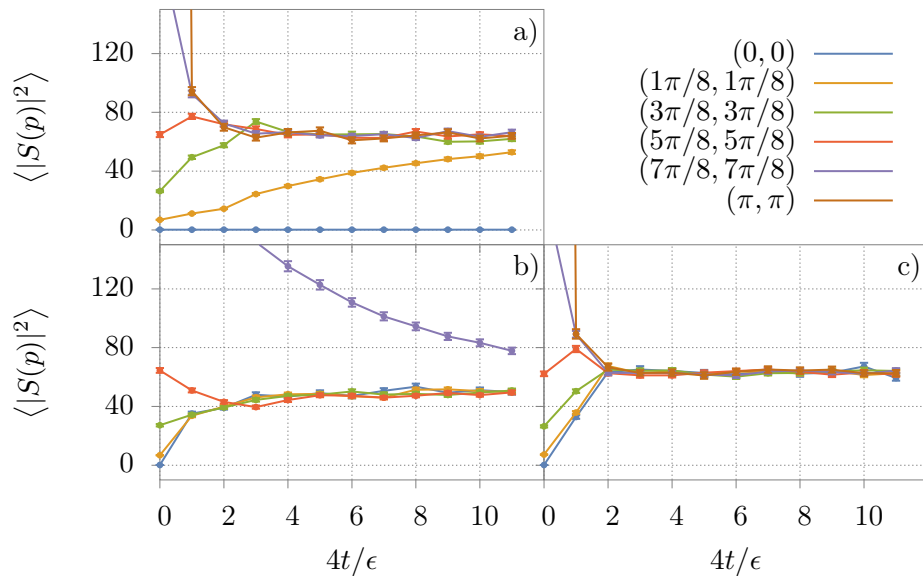 a)
⟨|S(p)|²⟩
120
80
40
0
(0, 0)
(1π/8, 1π/8)
(3π/8, 3π/8)
(5π/8, 5π/8)
(7π/8, 7π/8)
(π, π)
b)
⟨|S(p)|²⟩
120
80
40
0
0 2 4 6 8 10
4t/ϵ
c)
0 2 4 6 8 10
4t/ϵ